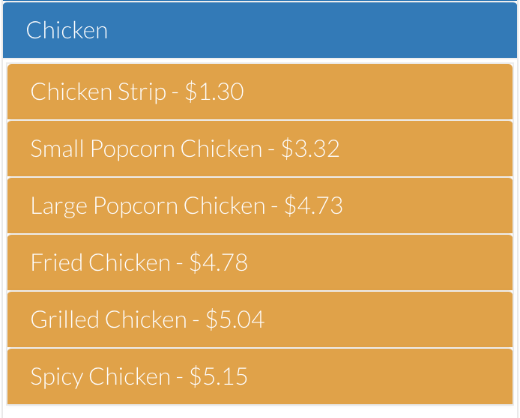 Chicken
Chicken Strip - $1.30
Small Popcorn Chicken - $3.32
Large Popcorn Chicken - $4.73
Fried Chicken - $4.78
Grilled Chicken - $5.04
Spicy Chicken - $5.15